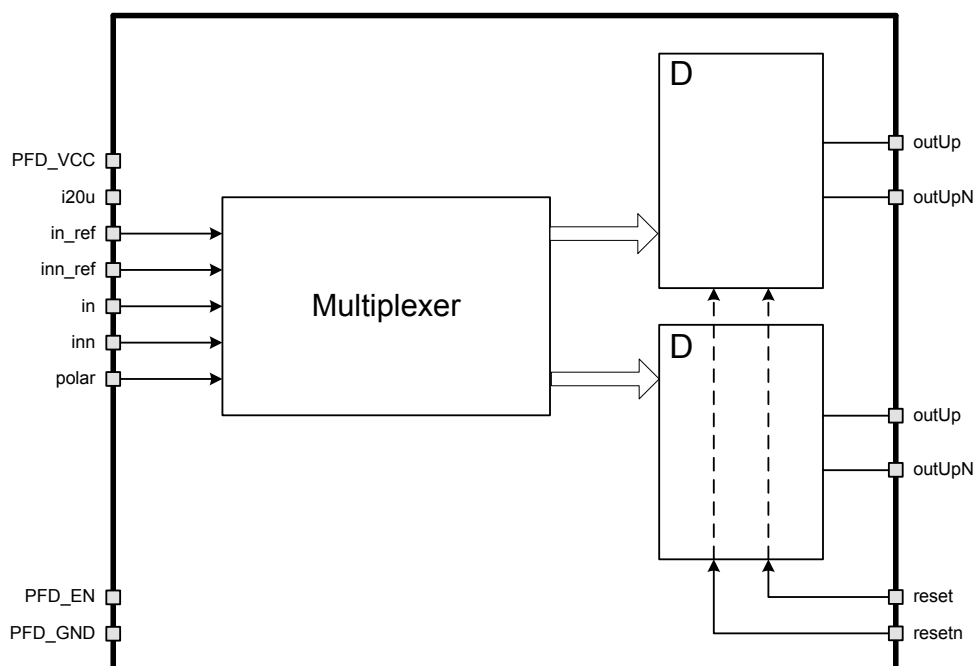 D
PFD_VCC
i20u
in_ref
inn_ref
in
inn
polar
Multiplexer
outUp
outUpN
D
outUp
outUpN
PFD_EN
PFD_GND
reset
resetn